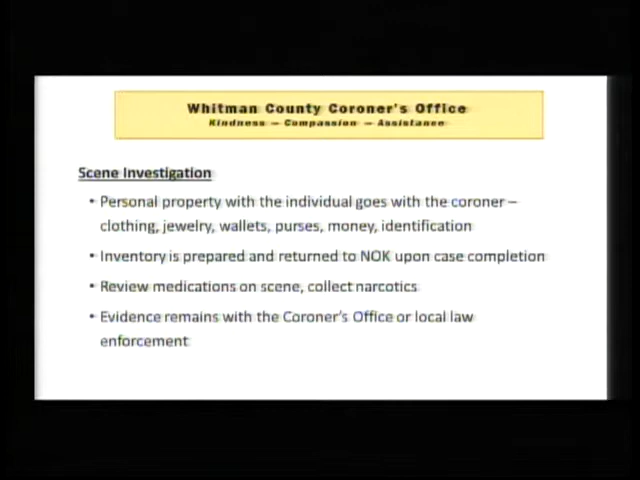 Whitman County Coroner's Office
Kindness – Compassion – Assistance
Scene Investigation
• Personal property with the individual goes with the coroner –
clothing, jewelry, wallets, purses, money, identification
• Inventory is prepared and returned to NOK upon case completion
• Review medications on scene, collect narcotics
• Evidence remains with the Coroner's Office or local law
enforcement